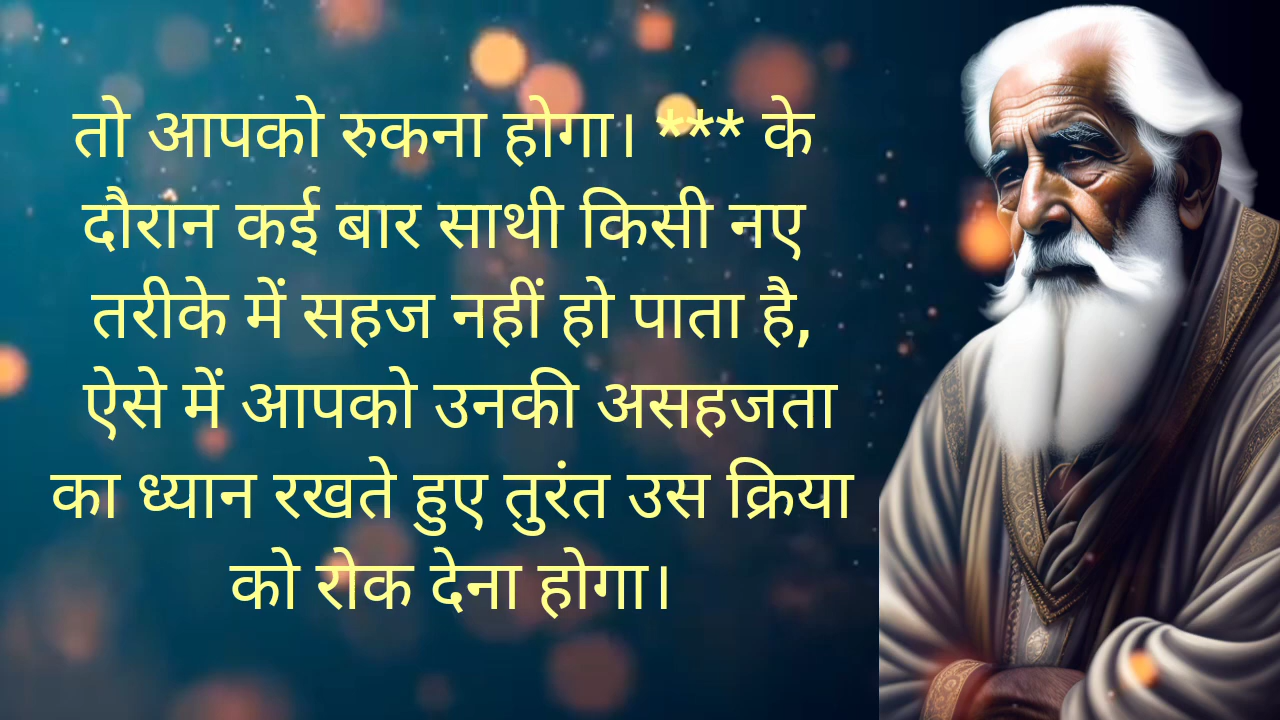 तो आपको रुकना होगा। *** के
दौरान कई बार साथी किसी नए
तरीके में सहज नहीं हो पाता है,
ऐसे में आपको उनकी असहजता
का ध्यान रखते हुए तुरंत उस क्रिया
को रोक देना होगा।